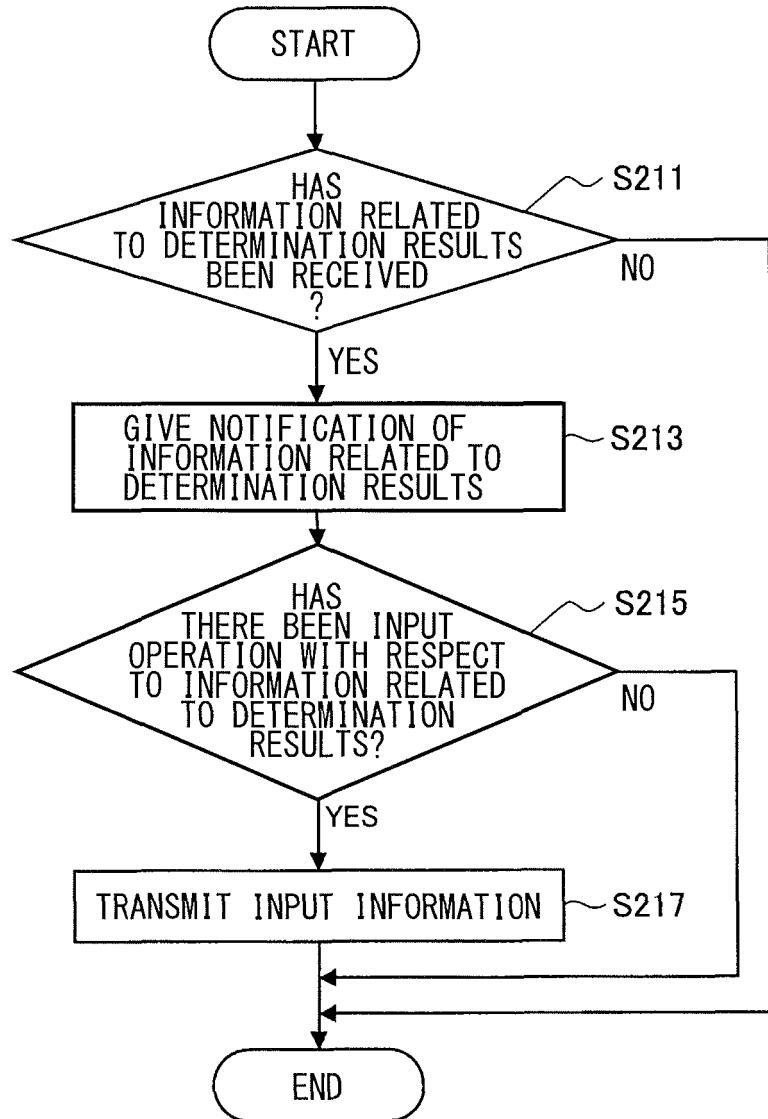 START
HAS
INFORMATION RELATED
TO DETERMINATION RESULTS
BEEN RECEIVED
?
S211
NO
YES
GIVE NOTIFICATION OF
INFORMATION RELATED TO
DETERMINATION RESULTS
S213
HAS
THERE BEEN INPUT
OPERATION WITH RESPECT
TO INFORMATION RELATED
TO DETERMINATION
RESULTS?
S215
NO
YES
TRANSMIT INPUT INFORMATION
S217
END